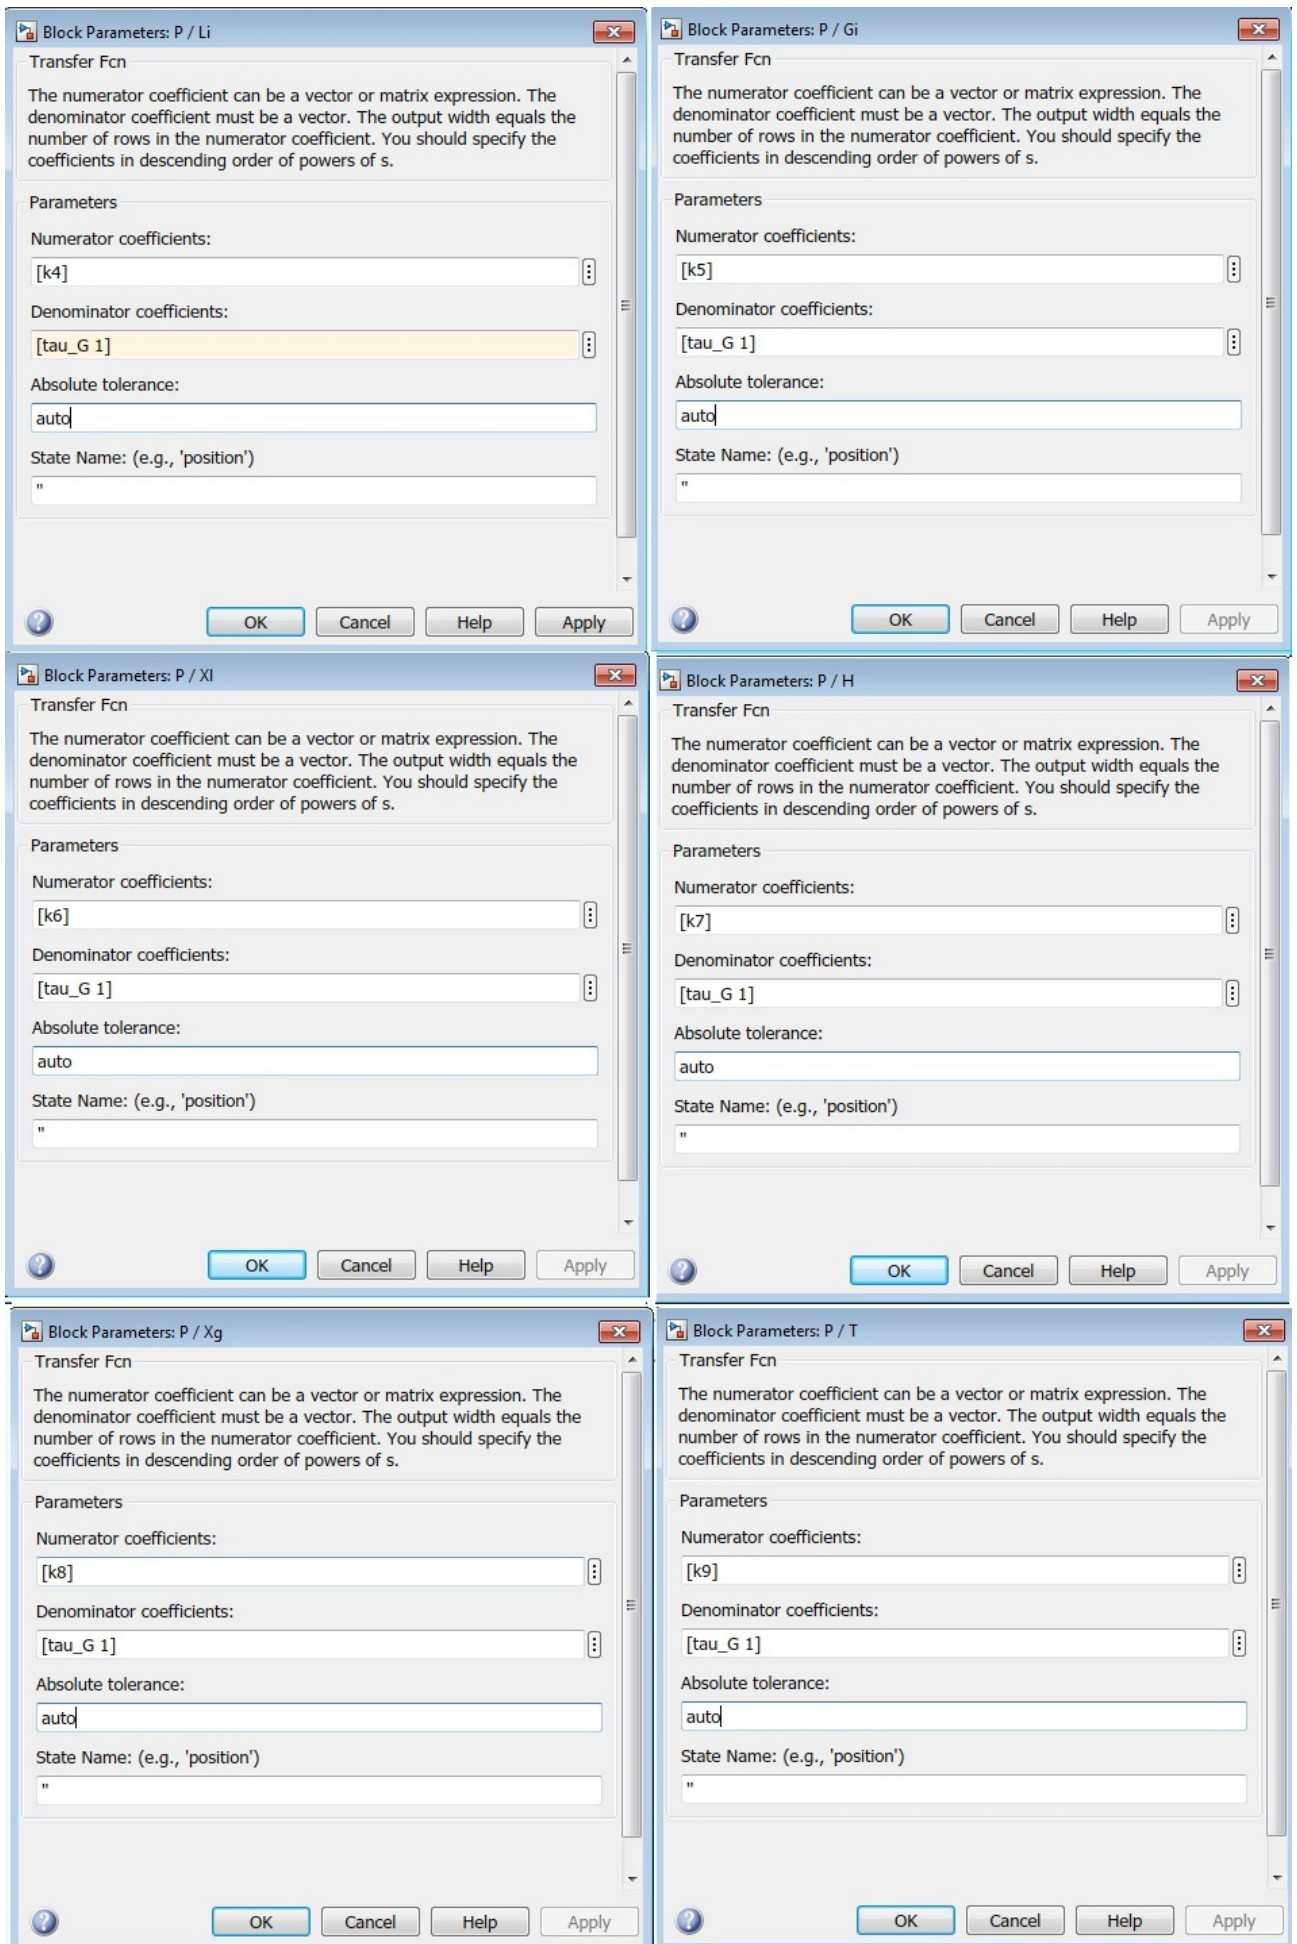 Block Parameters: P / Li
Transfer Fcn
The numerator coefficient can be a vector or matrix expression. The
denominator coefficient must be a vector. The output width equals the
number of rows in the numerator coefficient. You should specify the
coefficients in descending order of powers of s.
Parameters
Numerator coefficients:
[k4]
Denominator coefficients:
[tau_G 1]
Absolute tolerance:
auto
State Name: (e.g., 'position')
''
OK Cancel Help Apply
Block Parameters: P / Gi
Transfer Fcn
The numerator coefficient can be a vector or matrix expression. The
denominator coefficient must be a vector. The output width equals the
number of rows in the numerator coefficient. You should specify the
coefficients in descending order of powers of s.
Parameters
Numerator coefficients:
[k5]
Denominator coefficients:
[tau_G 1]
Absolute tolerance:
auto
State Name: (e.g., 'position')
''
OK Cancel Help Apply
Block Parameters: P / Xl
Transfer Fcn
The numerator coefficient can be a vector or matrix expression. The
denominator coefficient must be a vector. The output width equals the
number of rows in the numerator coefficient. You should specify the
coefficients in descending order of powers of s.
Parameters
Numerator coefficients:
[k6]
Denominator coefficients:
[tau_G 1]
Absolute tolerance:
auto
State Name: (e.g., 'position')
''
OK Cancel Help Apply
Block Parameters: P / H
Transfer Fcn
The numerator coefficient can be a vector or matrix expression. The
denominator coefficient must be a vector. The output width equals the
number of rows in the numerator coefficient. You should specify the
coefficients in descending order of powers of s.
Parameters
Numerator coefficients:
[k7]
Denominator coefficients:
[tau_G 1]
Absolute tolerance:
auto
State Name: (e.g., 'position')
''
OK Cancel Help Apply
Block Parameters: P / Xg
Transfer Fcn
The numerator coefficient can be a vector or matrix expression. The
denominator coefficient must be a vector. The output width equals the
number of rows in the numerator coefficient. You should specify the
coefficients in descending order of powers of s.
Parameters
Numerator coefficients:
[k8]
Denominator coefficients:
[tau_G 1]
Absolute tolerance:
auto
State Name: (e.g., 'position')
''
OK Cancel Help Apply
Block Parameters: P / T
Transfer Fcn
The numerator coefficient can be a vector or matrix expression. The
denominator coefficient must be a vector. The output width equals the
number of rows in the numerator coefficient. You should specify the
coefficients in descending order of powers of s.
Parameters
Numerator coefficients:
[k9]
Denominator coefficients:
[tau_G 1]
Absolute tolerance:
auto
State Name: (e.g., 'position')
''
OK Cancel Help Apply